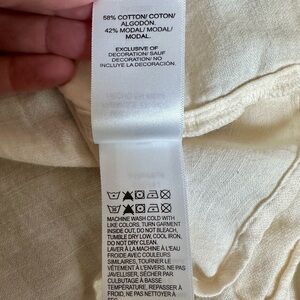 58% COTTON/ COTON/
ALGODÓN.
42% MODAL/ MODAL/
MODAL.
EXCLUSIVE OF
DECORATION/ SAUF
DECORATION/ NO
INCLUYE LA DECORACIÓN.
MACHINE WASH COLD WITH
LIKE COLORS. TURN GARMENT
INSIDE OUT, DO NOT BLEACH,
TUMBLE DRY LOW, COOL IRON,
DO NOT DRY CLEAN.
LAVER À LA MACHINE À L'EAU
FROIDE AVEC COULEURS
SIMILAIRES, TOURNER LE
VÊTEMENT À L'ENVERS, NE PAS
JAVELLISER, SÉCHER PAR
CULBUTAGE À BASSE
TEMPÉRATURE, REPASSER À
FROID, NE PAS NETTOYER À